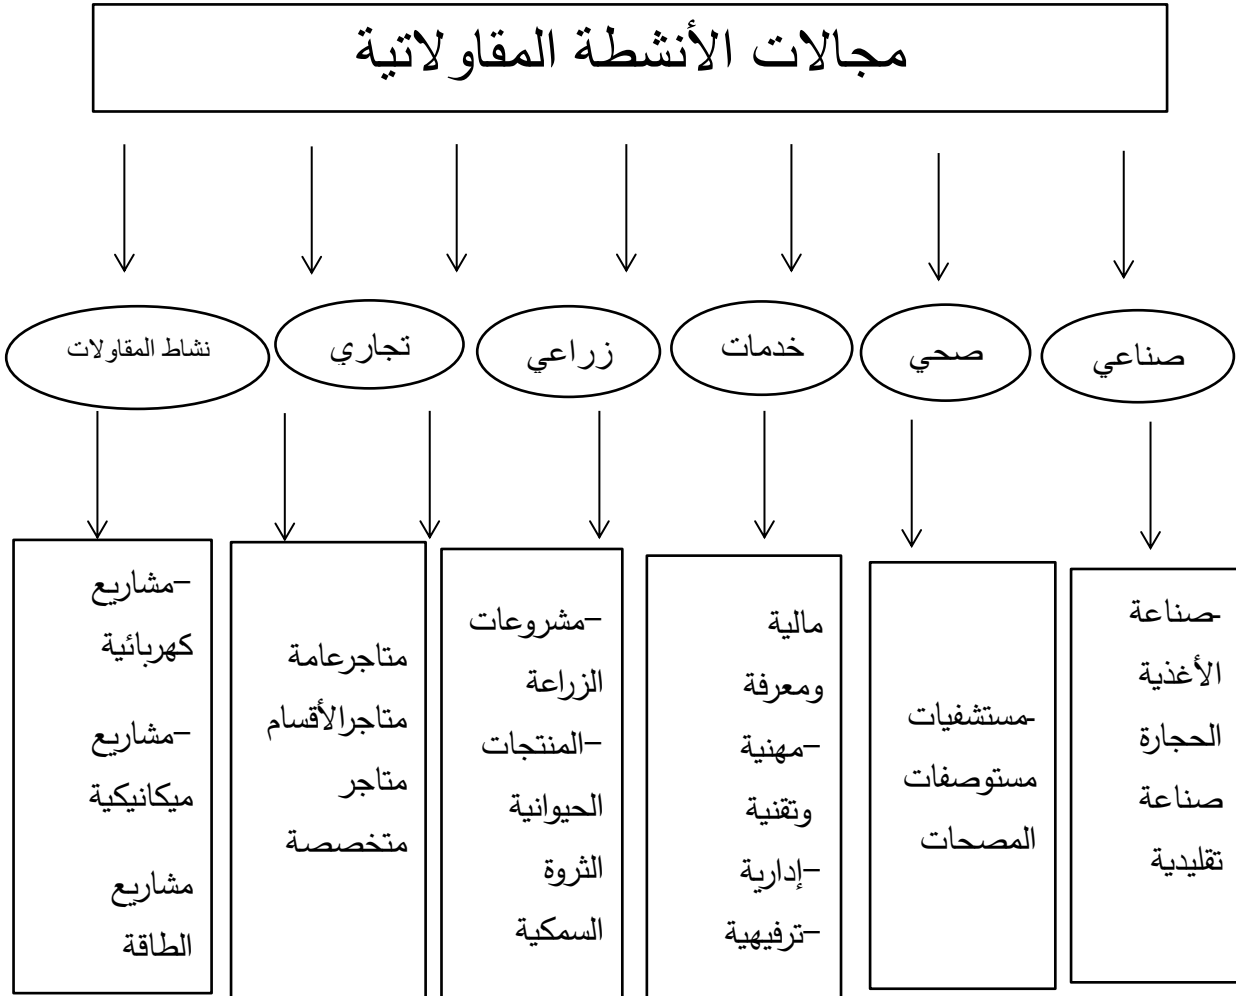 مجالات الأنشطة المقاولاتية
صناعي
صحي
خدمات
زراعي
تجاري
نشاط المقاولات
-صناعة
الأغذية
الحجارة
صناعة
تقليدية
-مستشفيات
مستوصفات
المصحات
مالية
ومعرفة
–مهنية
وتقنية
–إدارية
–ترفيهية
–مشروعات
الزراعة
–المنتجات
الحيوانية
الثروة
السمكية
متاجرعامة
متاجرالأقسام
متاجر
متخصصة
–مشاريع
كهربائية
–مشاريع
ميكانيكية
مشاريع
الطاقة